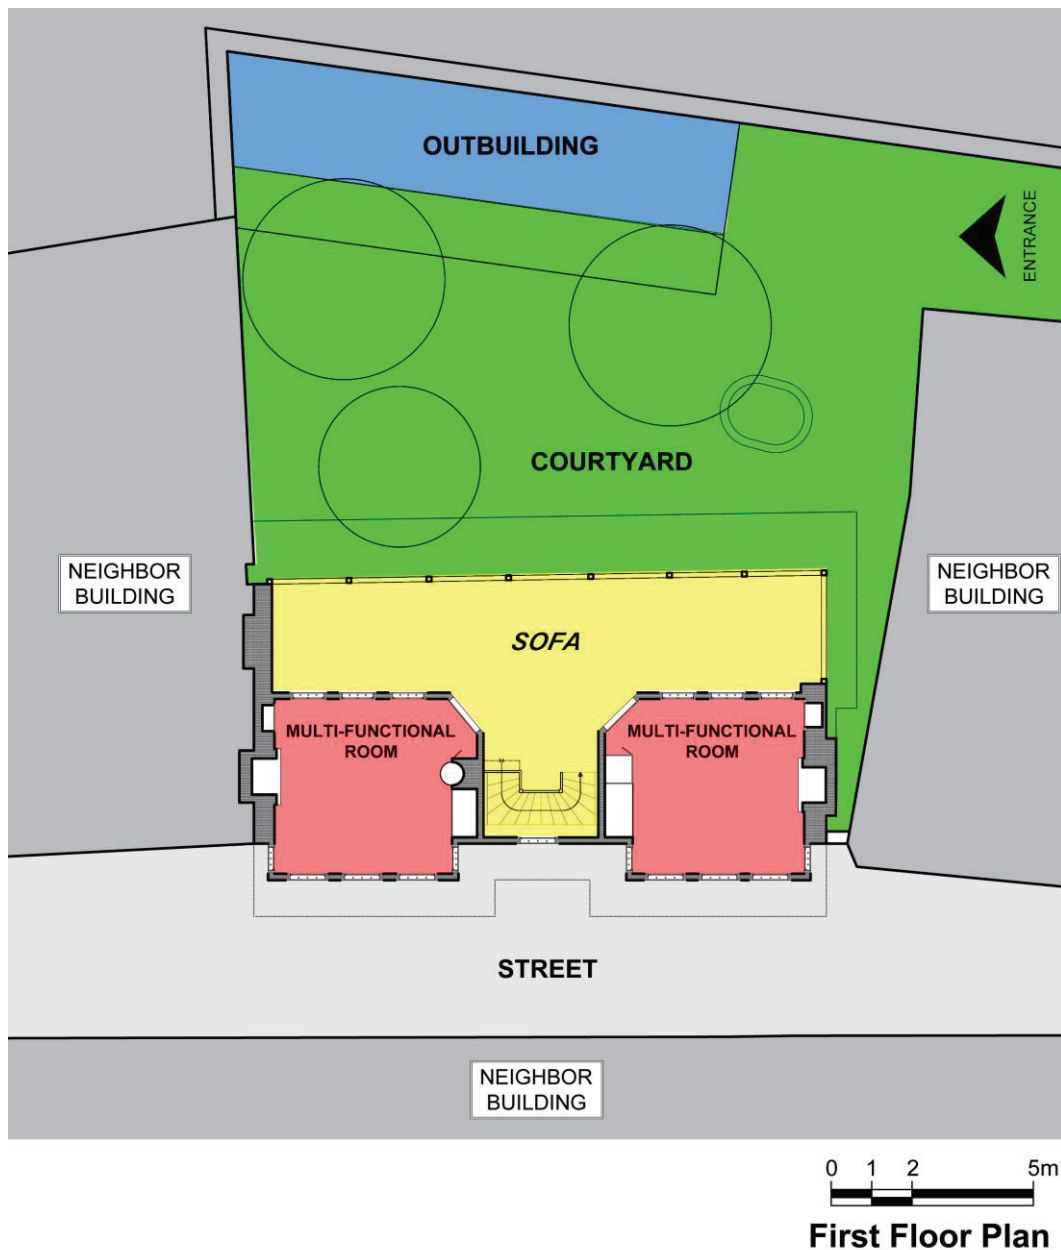 OUTBUILDING
ENTRANCE
COURTYARD
NEIGHBOR
BUILDING
NEIGHBOR
BUILDING
SOFA
MULTI-FUNCTIONAL
ROOM
MULTI-FUNCTIONAL
ROOM
STREET
NEIGHBOR
BUILDING
0 1 2 5m
First Floor Plan